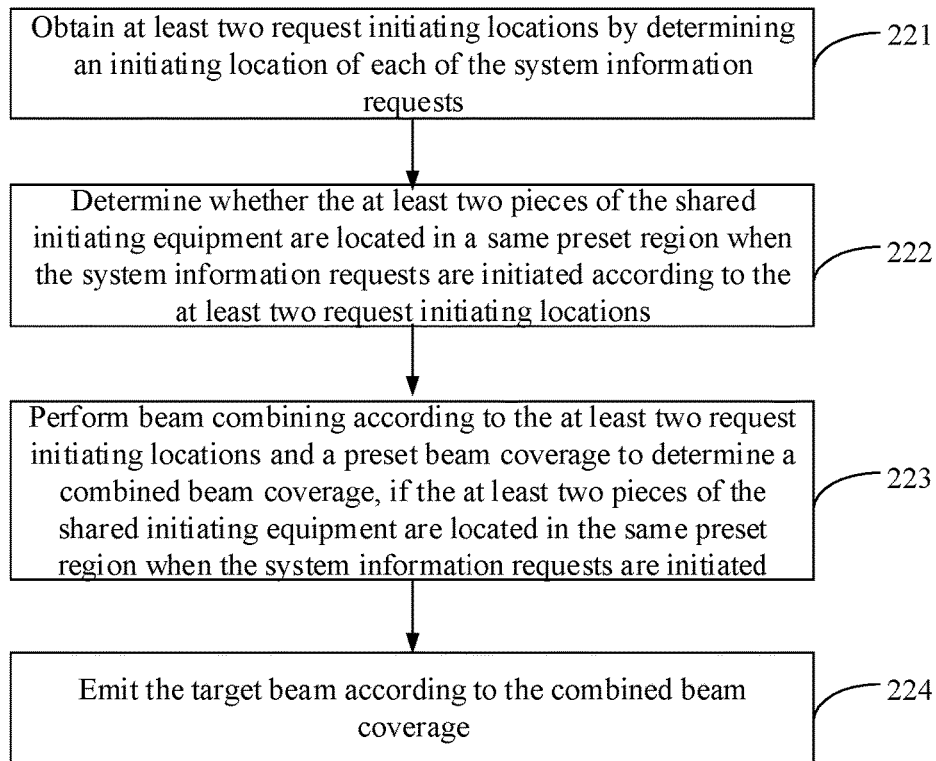 Obtain at least two request initiating locations by determining
an initiating location of each of the system information
requests
221
Determine whether the at least two pieces of the shared
initiating equipment are located in a same preset region when
the system information requests are initiated according to the
at least two request initiating locations
222
Perform beam combining according to the at least two request
initiating locations and a preset beam coverage to determine a
combined beam coverage, if the at least two pieces of the
shared initiating equipment are located in the same preset
region when the system information requests are initiated
223
Emit the target beam according to the combined beam
coverage
224